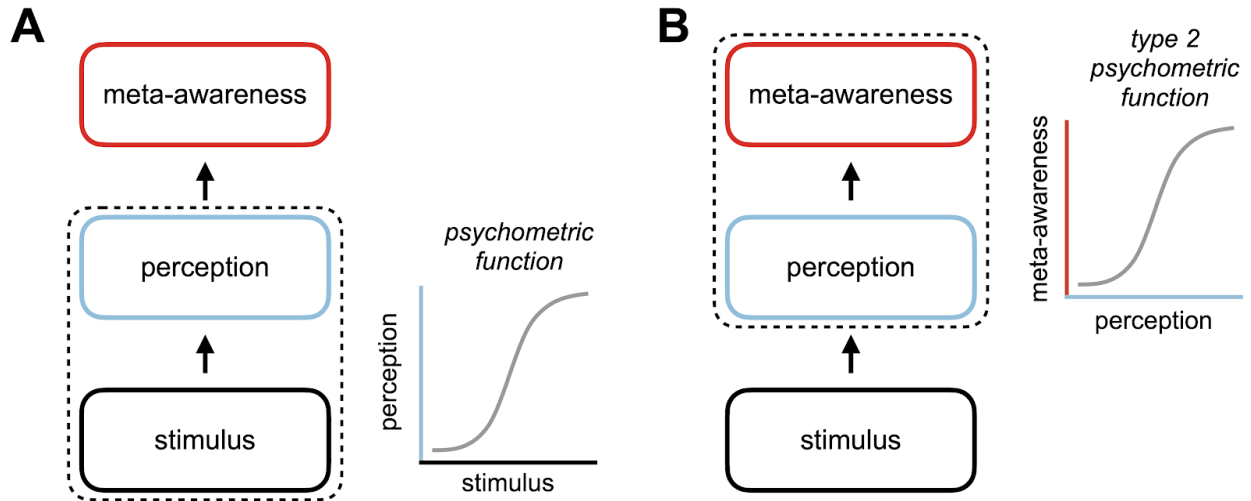 A
meta-awareness
perception
stimulus
psychometric
function
perception
stimulus
B
meta-awareness
perception
stimulus
type 2
psychometric
function
meta-awareness
perception